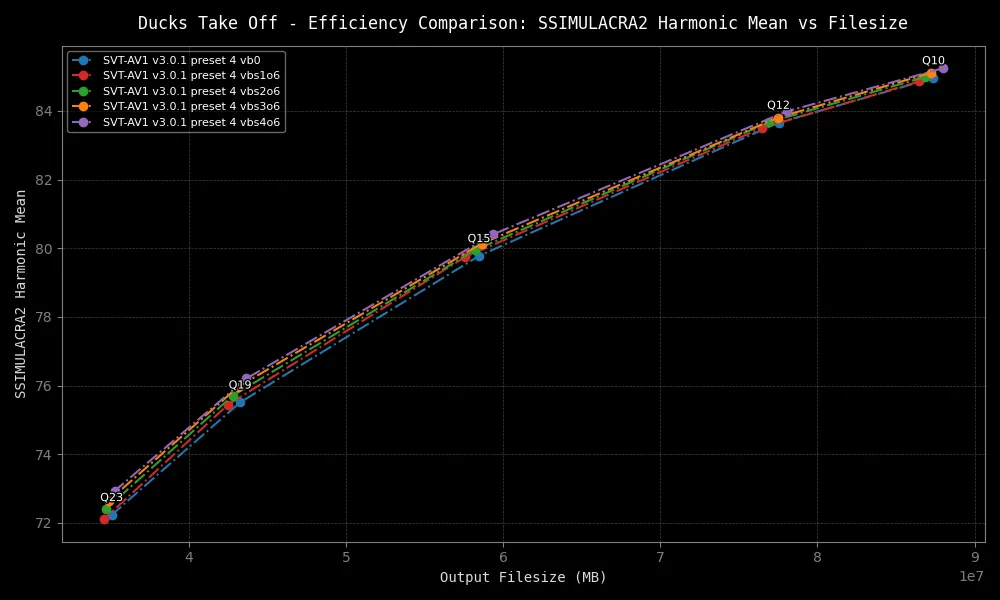 Ducks Take Off - Efficiency Comparison: SSIMULACRA2 Harmonic Mean vs Filesize
SVT-AV1 v3.0.1 preset 4 vb0
SVT-AV1 v3.0.1 preset 4 vbs1o6
SVT-AV1 v3.0.1 preset 4 vbs2o6
SVT-AV1 v3.0.1 preset 4 vbs3o6
SVT-AV1 v3.0.1 preset 4 vbs4o6
Q10
Q12
Q15
Q19
Q23
SSIMULACRA2 Harmonic Mean
84
82
80
78
76
74
72
4 5 6 7 8 9
1e7
Output Filesize (MB)